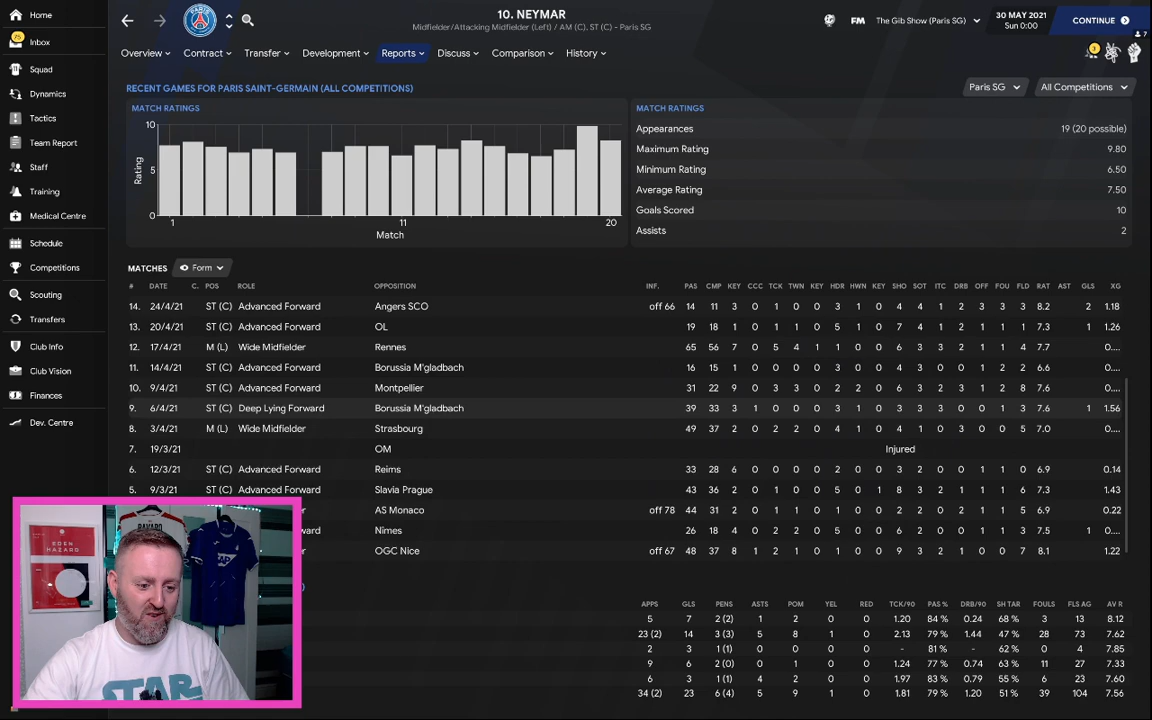 Home
Inbox
75
Squad
Dynamics
Tactics
Team Report
Staff
Training
Medical Centre
Schedule
Competitions
Scouting
Transfers
Club Info
Club Vision
Finances
Dev. Centre
10. NEYMAR
Midfielder/Attacking Midfielder (Left) / AM (C), ST (C) - Paris SG
FM
The Gib Show (Paris SG)
30 MAY 2021
Sun 0:00
CONTINUE
7
3
Overview Contract Transfer Development Reports Discuss Comparison History
RECENT GAMES FOR PARIS SAINT-GERMAIN (ALL COMPETITIONS)
Paris SG All Competitions
MATCH RATINGS
10
5
0
Rating
1 11 20
Match
MATCH RATINGS
Appearances 19 (20 possible)
Maximum Rating 9.80
Minimum Rating 6.50
Average Rating 7.50
Goals Scored 10
Assists 2
MATCHES Form
# DATE C. POS ROLE OPPOSITION INF. PAS CMP KEY CCC TCK TWN KEY HDR HWN KEY SHO SOT ITC DRB OFF FOU FLD RAT AST GLS XG
14. 24/4/21 ST (C) Advanced Forward Angers SCO off 66 14 11 3 0 1 0 0 3 1 0 4 4 1 2 3 3 3 8.2 2 1.18
13. 20/4/21 ST (C) Advanced Forward OL 19 18 1 0 1 1 0 5 1 0 7 4 1 2 1 1 1 7.3 1 1.26
12. 17/4/21 M (L) Wide Midfielder Rennes 65 56 7 0 5 4 1 1 0 0 6 3 3 2 1 1 4 7.7 1 0....
11. 14/4/21 ST (C) Advanced Forward Borussia M'gladbach 16 15 1 0 0 0 0 3 1 0 4 3 0 0 1 2 2 6.6 0....
10. 9/4/21 ST (C) Advanced Forward Montpellier 31 22 9 0 3 3 0 2 2 0 6 3 2 3 1 2 8 7.6 1 0....
9. 6/4/21 ST (C) Deep Lying Forward Borussia M'gladbach 39 33 3 1 0 0 0 3 1 0 3 3 3 0 0 1 3 7.6 1 1.56
8. 3/4/21 M (L) Wide Midfielder Strasbourg 49 37 2 0 2 2 0 4 1 0 4 1 0 3 0 0 5 7.0 0....
7. 19/3/21 OM Injured
6. 12/3/21 ST (C) Advanced Forward Reims 33 28 6 0 0 0 0 2 0 0 3 2 0 0 1 1 0 6.9 0.14
5. 9/3/21 ST (C) Advanced Forward Slavia Prague 43 36 2 0 1 0 0 5 0 1 8 3 2 1 1 1 6 7.3 1.43
AS Monaco off 78 44 31 2 0 1 0 0 1 0 0 2 2 0 2 1 1 5 6.9 0.22
Forward Nîmes 26 18 4 0 2 2 0 5 0 0 6 2 0 1 1 0 3 7.5 1 0....
OGC Nice off 67 48 37 8 1 2 1 0 1 0 0 9 3 2 1 0 0 7 8.1 1.22
APPS GLS PENS ASTS POM YEL RED TCK/90 PAS % DRB/90 SH TAR FOULS FLS AG AV R
5 7 2 (2) 1 2 0 0 1.20 84 % 0.24 68 % 3 13 8.12
23 (2) 14 3 (3) 5 8 1 0 2.13 79 % 1.44 47 % 28 73 7.62
2 3 1 (1) 0 0 0 0 - 81 % - 62 % 0 4 7.85
9 6 2 (0) 0 1 0 0 1.24 77 % 0.74 63 % 11 27 7.33
6 3 1 (1) 4 2 0 0 1.97 83 % 0.79 55 % 6 23 7.60
34 (2) 23 6 (4) 5 9 1 0 1.81 79 % 1.20 51 % 39 104 7.56
EDEN
HAZARD
STAR